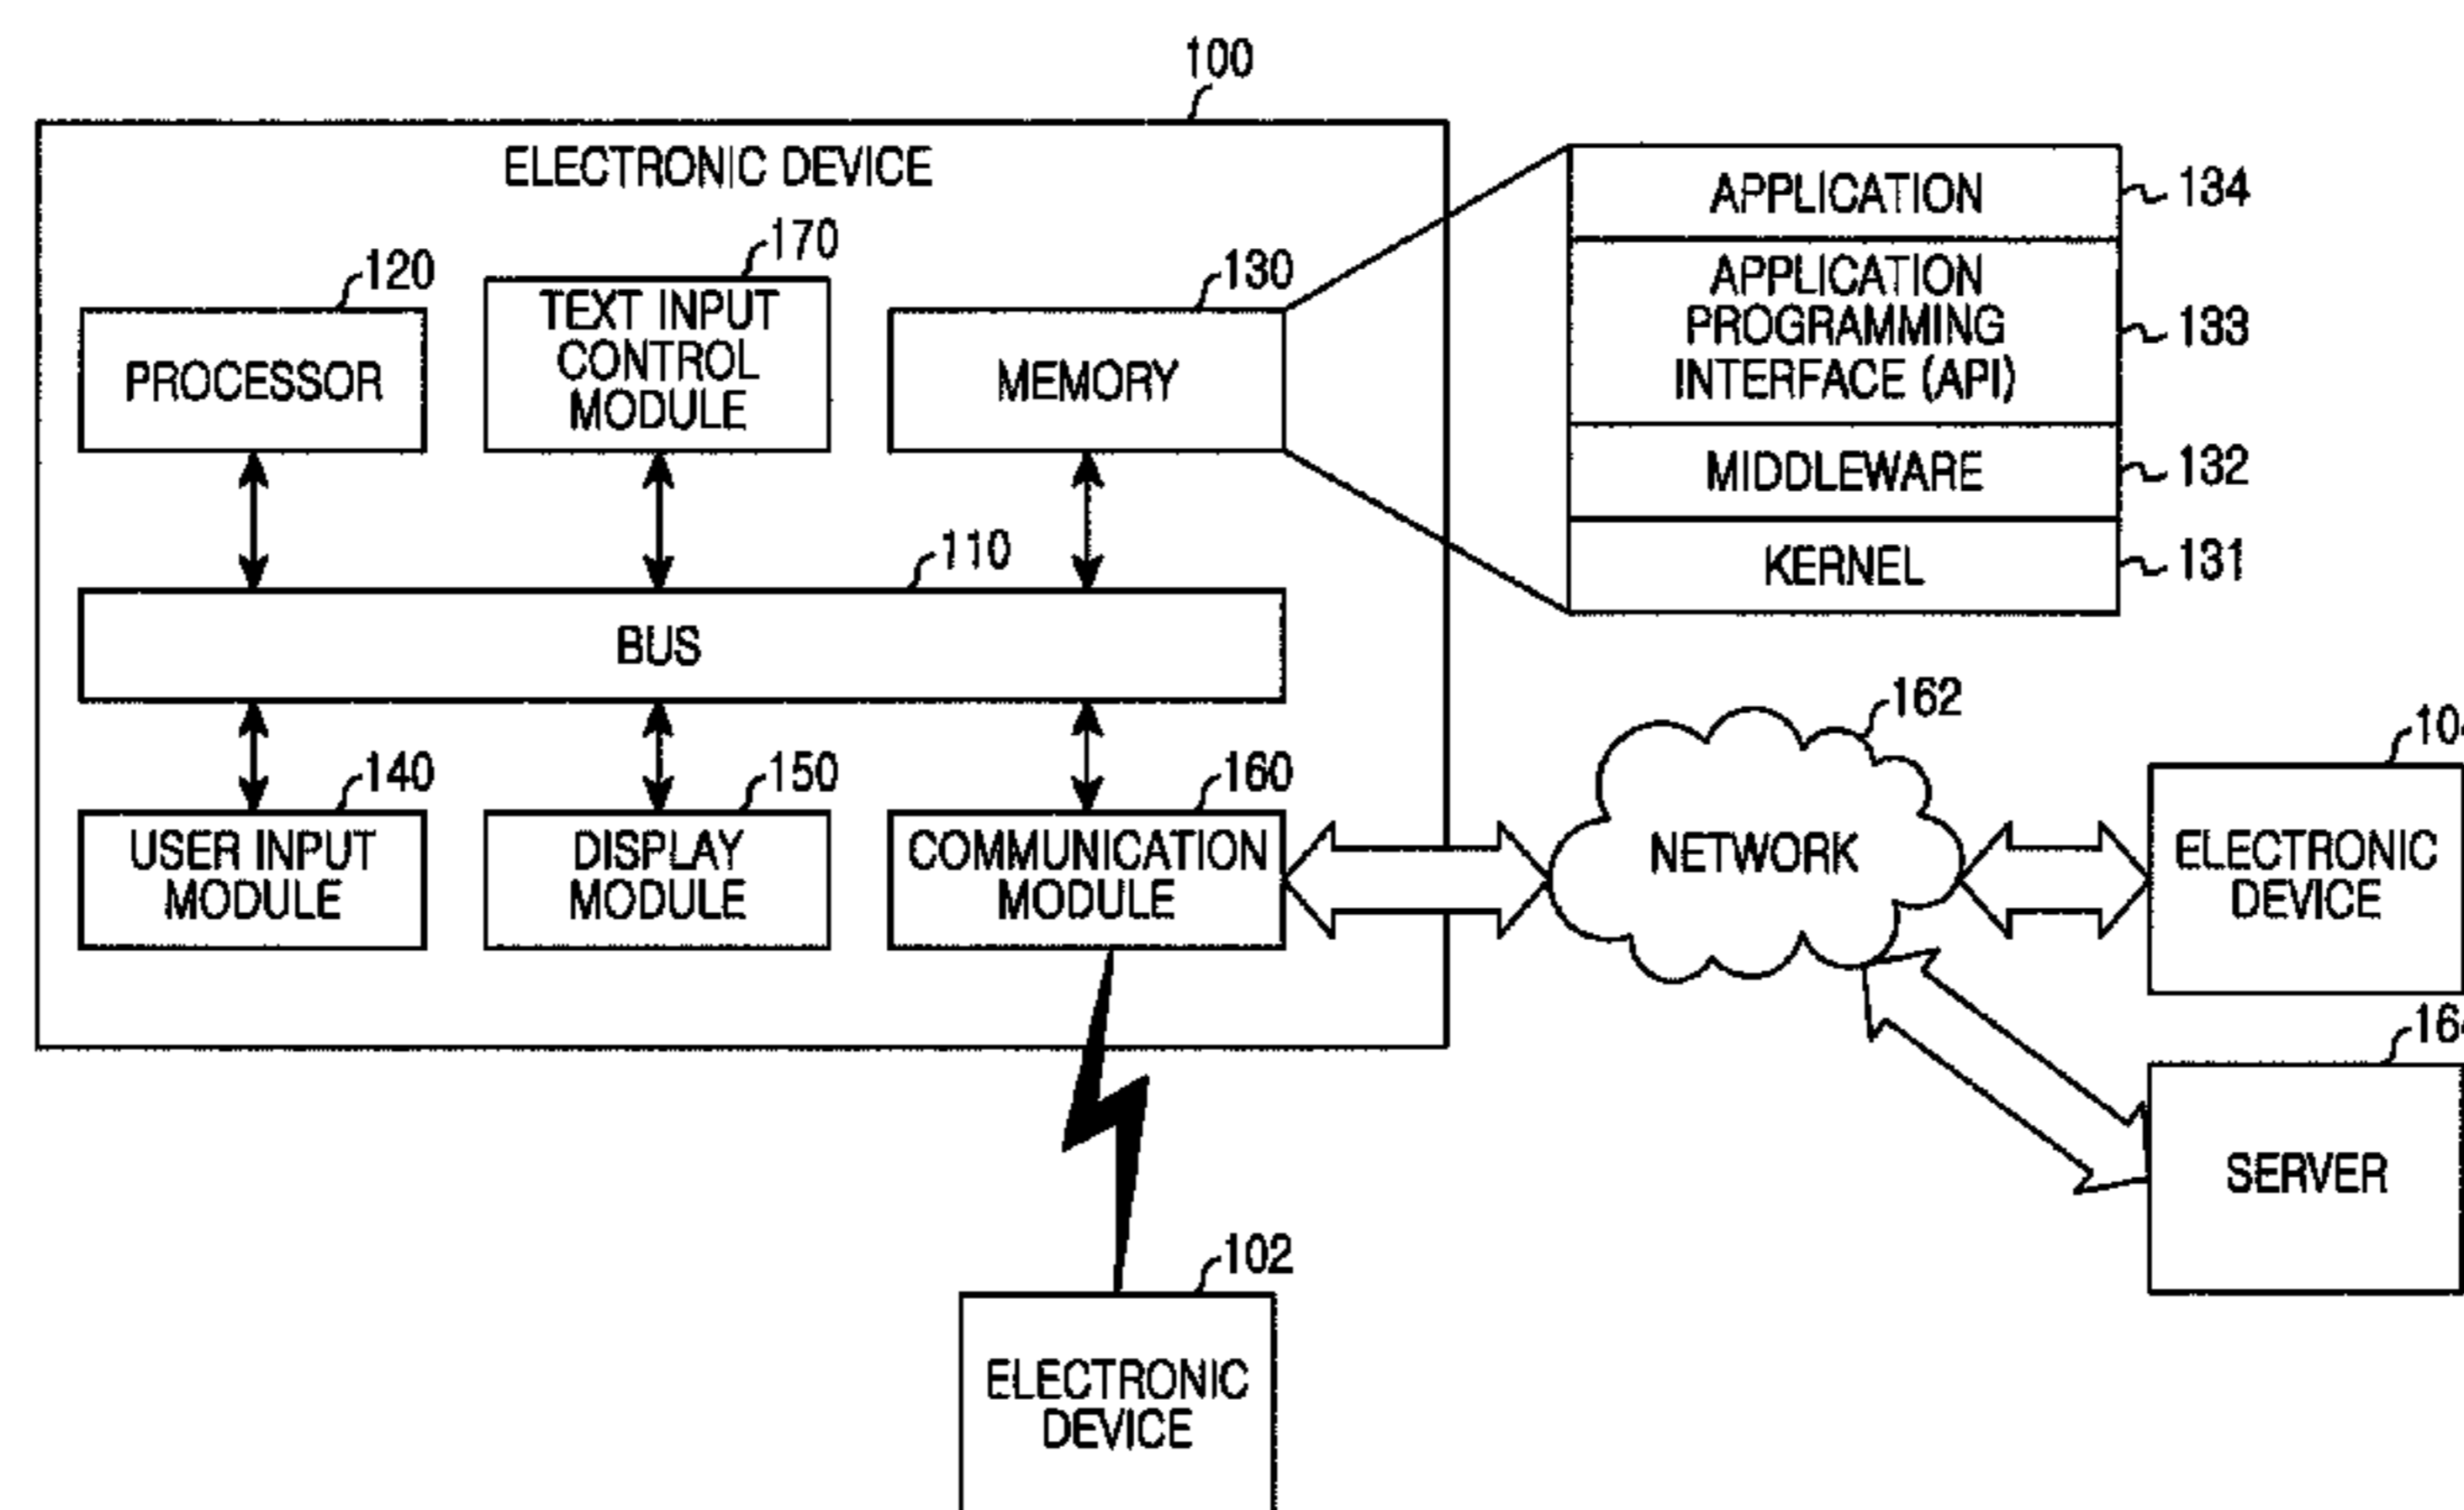 100
ELECTRONIC DEVICE
120
PROCESSOR
170
TEXT INPUT
CONTROL
MODULE
130
MEMORY
APPLICATION
134
APPLICATION
PROGRAMMING
INTERFACE (API)
133
MIDDLEWARE
132
KERNEL
131
110
BUS
140
USER INPUT
MODULE
150
DISPLAY
MODULE
160
COMMUNICATION
MODULE
162
NETWORK
ELECTRONIC
DEVICE
SERVER
102
ELECTRONIC
DEVICE